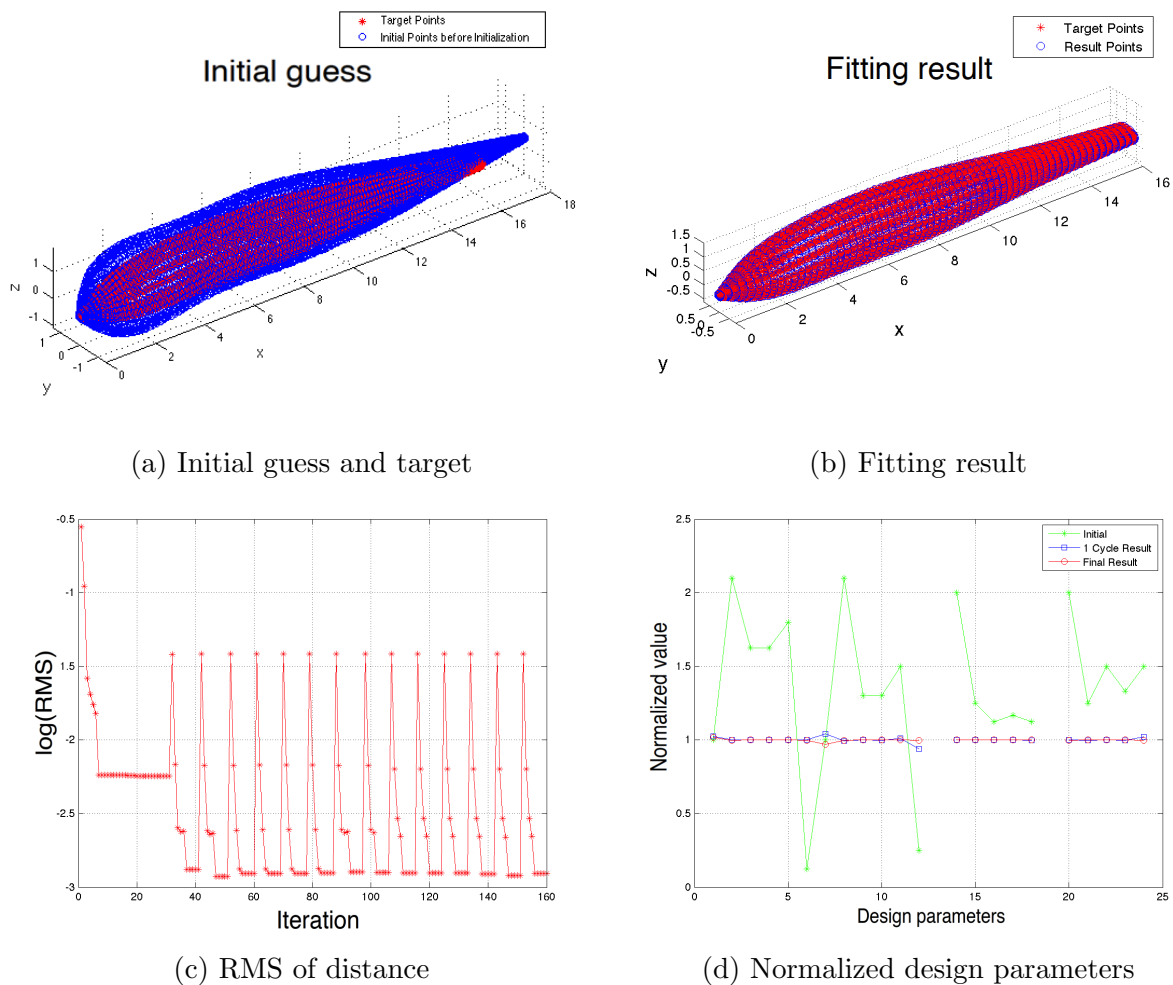 Target Points
Initial Points before Initialization
Initial guess
1
0
-1
z
1
0
-1
y
0
2
4
6
8
10
12
14
16
18
x
Target Points
Result Points
Fitting result
1.5
1
0.5
0
-0.5
z
0.5
0
-0.5
y
0
2
4
6
8
10
12
14
16
x
(a) Initial guess and target
(b) Fitting result
-0.5
-1
1.5
-2
-2.5
-3
log(RMS)
0 20 40 60 80 100 120 140 160
Iteration
(c) RMS of distance
Initial
1 Cycle Result
Final Result
2.5
2
1.5
1
0.5
0
Normalized value
0 5 10 15 20 25
Design parameters
(d) Normalized design parameters